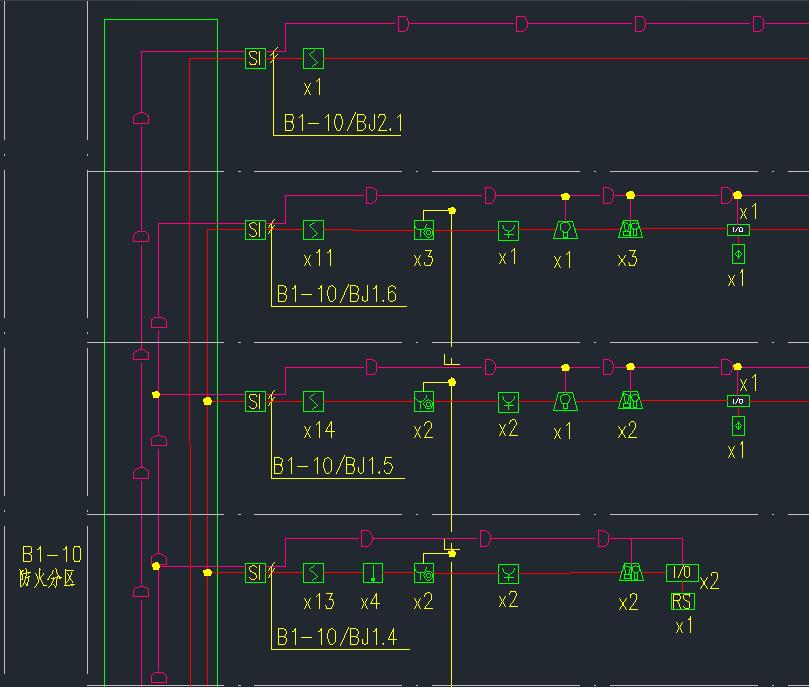 D D D D
SI
x1
B1-10/BJ2.1
D D D D
x1
SI I/O
x11 x3 x1 x1 x3
x1
B1-10/BJ1.6
F
D D D D
x1
SI I/O
x14 x2 x2 x1 x2
x1
B1-10/BJ1.5
F
D D D
B1-10
防火分区
SI I/O x2
x13 x4 x2 x2 x2 RS
x1
B1-10/BJ1.4